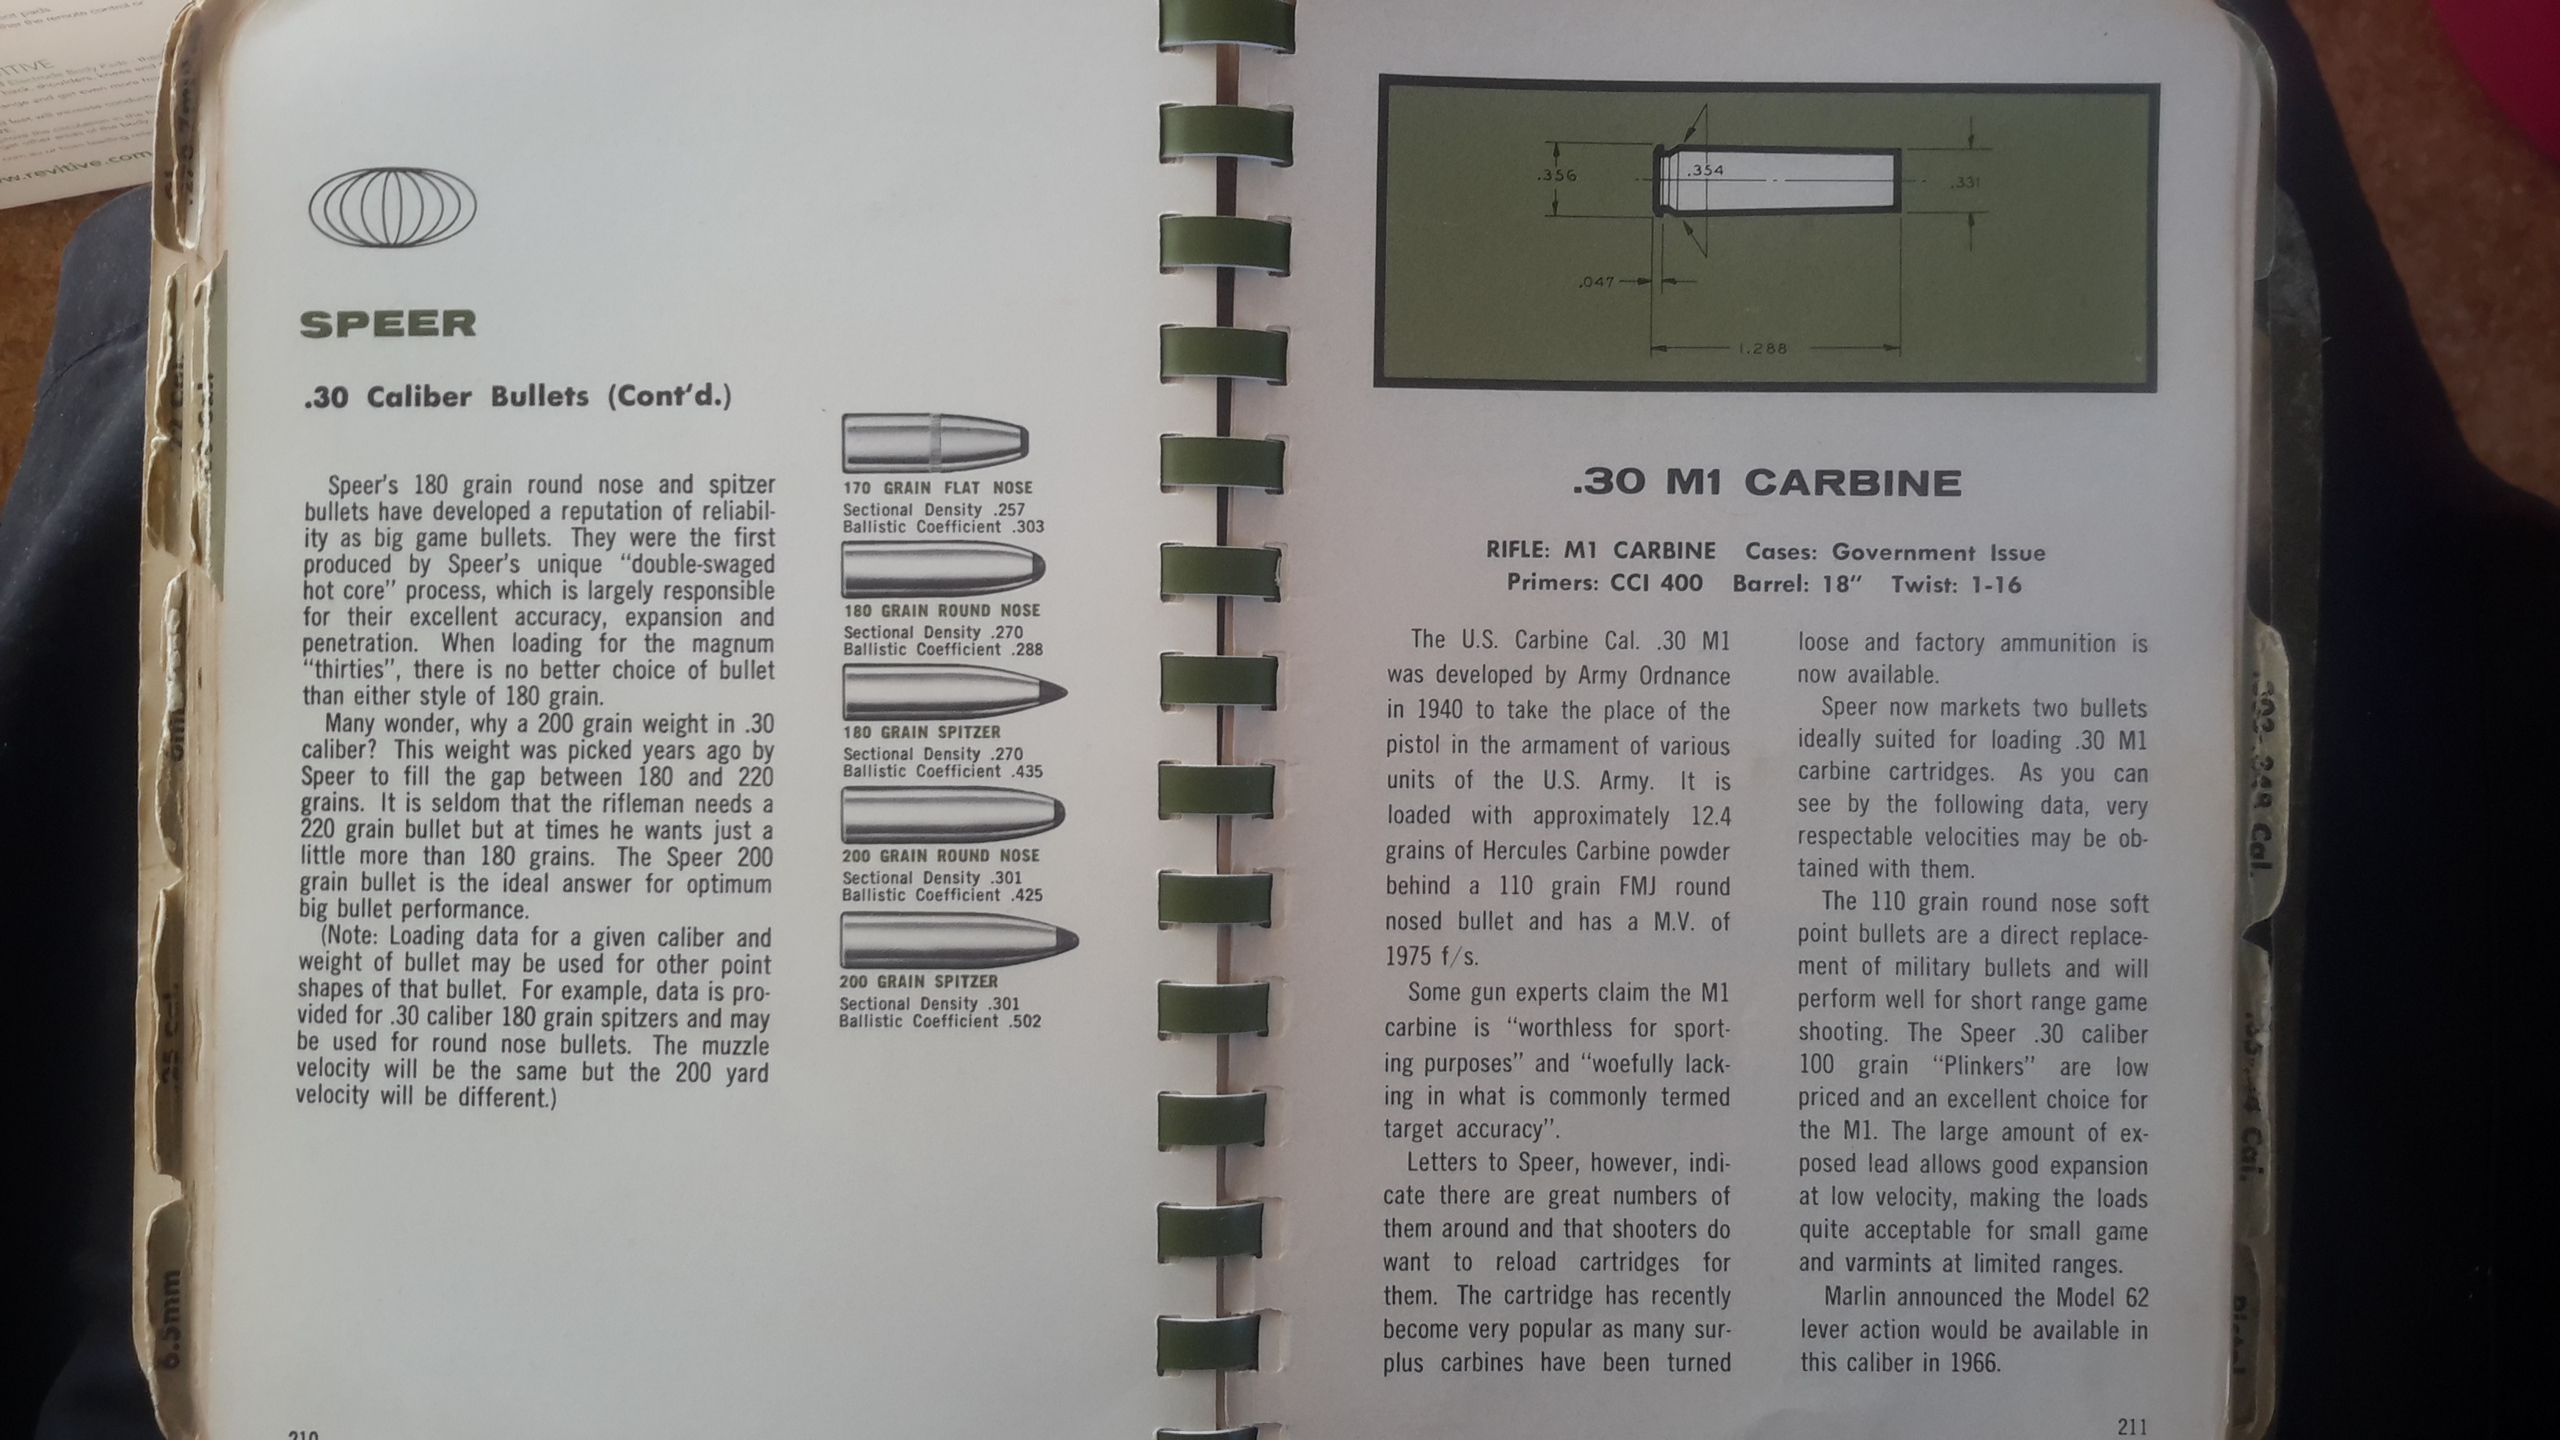 www.revitive.com
SPEER
.30 Caliber Bullets (Cont'd.)
Speer's 180 grain round nose and spitzer
bullets have developed a reputation of reliabil-
ity as big game bullets. They were the first
produced by Speer's unique "double-swaged
hot core" process, which is largely responsible
for their excellent accuracy, expansion and
penetration. When loading for the magnum
"thirties", there is no better choice of bullet
than either style of 180 grain.
Many wonder, why a 200 grain weight in .30
caliber? This weight was picked years ago by
Speer to fill the gap between 180 and 220
grains. It is seldom that the rifleman needs a
220 grain bullet but at times he wants just a
little more than 180 grains. The Speer 200
grain bullet is the ideal answer for optimum
big bullet performance.
(Note: Loading data for a given caliber and
weight of bullet may be used for other point
shapes of that bullet. For example, data is pro-
vided for .30 caliber 180 grain spitzers and may
be used for round nose bullets. The muzzle
velocity will be the same but the 200 yard
velocity will be different.)
170 GRAIN FLAT NOSE
Sectional Density .257
Ballistic Coefficient .303
180 GRAIN ROUND NOSE
Sectional Density .270
Ballistic Coefficient .288
180 GRAIN SPITZER
Sectional Density .270
Ballistic Coefficient .435
200 GRAIN ROUND NOSE
Sectional Density .301
Ballistic Coefficient .425
200 GRAIN SPITZER
Sectional Density .301
Ballistic Coefficient .502
210
6.5mm
.356
.354
.331
.047
1.288
.30 M1 CARBINE
RIFLE: M1 CARBINE Cases: Government Issue
Primers: CCI 400 Barrel: 18" Twist: 1-16
The U.S. Carbine Cal. .30 M1
was developed by Army Ordnance
in 1940 to take the place of the
pistol in the armament of various
units of the U.S. Army. It is
loaded with approximately 12.4
grains of Hercules Carbine powder
behind a 110 grain FMJ round
nosed bullet and has a M.V. of
1975 f/s.
Some gun experts claim the M1
carbine is "worthless for sport-
ing purposes" and "woefully lack-
ing in what is commonly termed
target accuracy".
Letters to Speer, however, indi-
cate there are great numbers of
them around and that shooters do
want to reload cartridges for
them. The cartridge has recently
become very popular as many sur-
plus carbines have been turned
loose and factory ammunition is
now available.
Speer now markets two bullets
ideally suited for loading .30 M1
carbine cartridges. As you can
see by the following data, very
respectable velocities may be ob-
tained with them.
The 110 grain round nose soft
point bullets are a direct replace-
ment of military bullets and will
perform well for short range game
shooting. The Speer .30 caliber
100 grain "Plinkers" are low
priced and an excellent choice for
the M1. The large amount of ex-
posed lead allows good expansion
at low velocity, making the loads
quite acceptable for small game
and varmints at limited ranges.
Marlin announced the Model 62
lever action would be available in
this caliber in 1966.
211